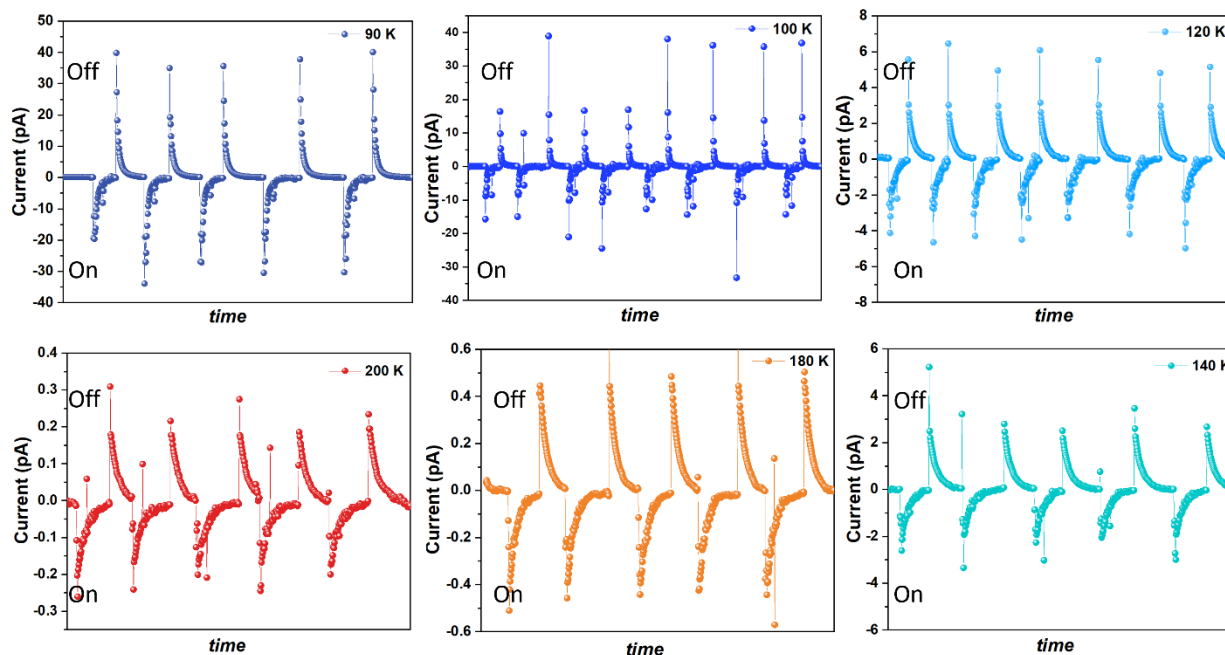 90 K
Off
On
Current (pA)
50
40
30
20
10
0
-10
-20
-30
-40
time
100 K
Off
On
Current (pA)
40
30
20
10
0
-10
-20
-30
-40
time
120 K
Off
On
Current (pA)
8
6
4
2
0
-2
-4
-6
-8
time
200 K
Off
On
Current (pA)
0.4
0.3
0.2
0.1
0.0
-0.1
-0.2
-0.3
time
180 K
Off
On
Current (pA)
0.6
0.4
0.2
0.0
-0.2
-0.4
-0.6
time
140 K
Off
On
Current (pA)
6
4
2
0
-2
-4
-6
time